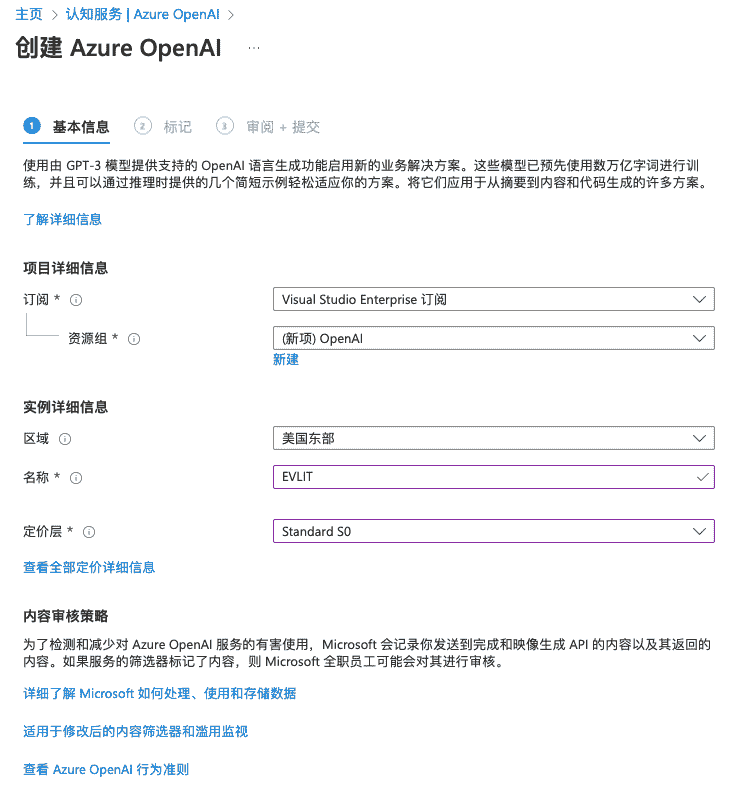 主页 > 认知服务 | Azure OpenAI >
创建 Azure OpenAI ...
1 基本信息 2 标记 3 审阅 + 提交
使用由 GPT-3 模型提供支持的 OpenAI 语言生成功能启用新的业务解决方案。这些模型已预先使用数万亿字词进行训
练，并且可以通过推理时提供的几个简短示例轻松适应你的方案。将它们应用于从摘要到内容和代码生成的许多方案。
了解详细信息
项目详细信息
订阅 * Visual Studio Enterprise 订阅
资源组 * (新项) OpenAI
新建
实例详细信息
区域 美国东部
名称 * EVLIT
定价层 * Standard S0
查看全部定价详细信息
内容审核策略
为了检测和减少对 Azure OpenAI 服务的有害使用，Microsoft 会记录你发送到完成和映像生成 API 的内容以及其返回的
内容。如果服务的筛选器标记了内容，则 Microsoft 全职员工可能会对其进行审核。
详细了解 Microsoft 如何处理、使用和存储数据
适用于修改后的内容筛选器和滥用监视
查看 Azure OpenAI 行为准则